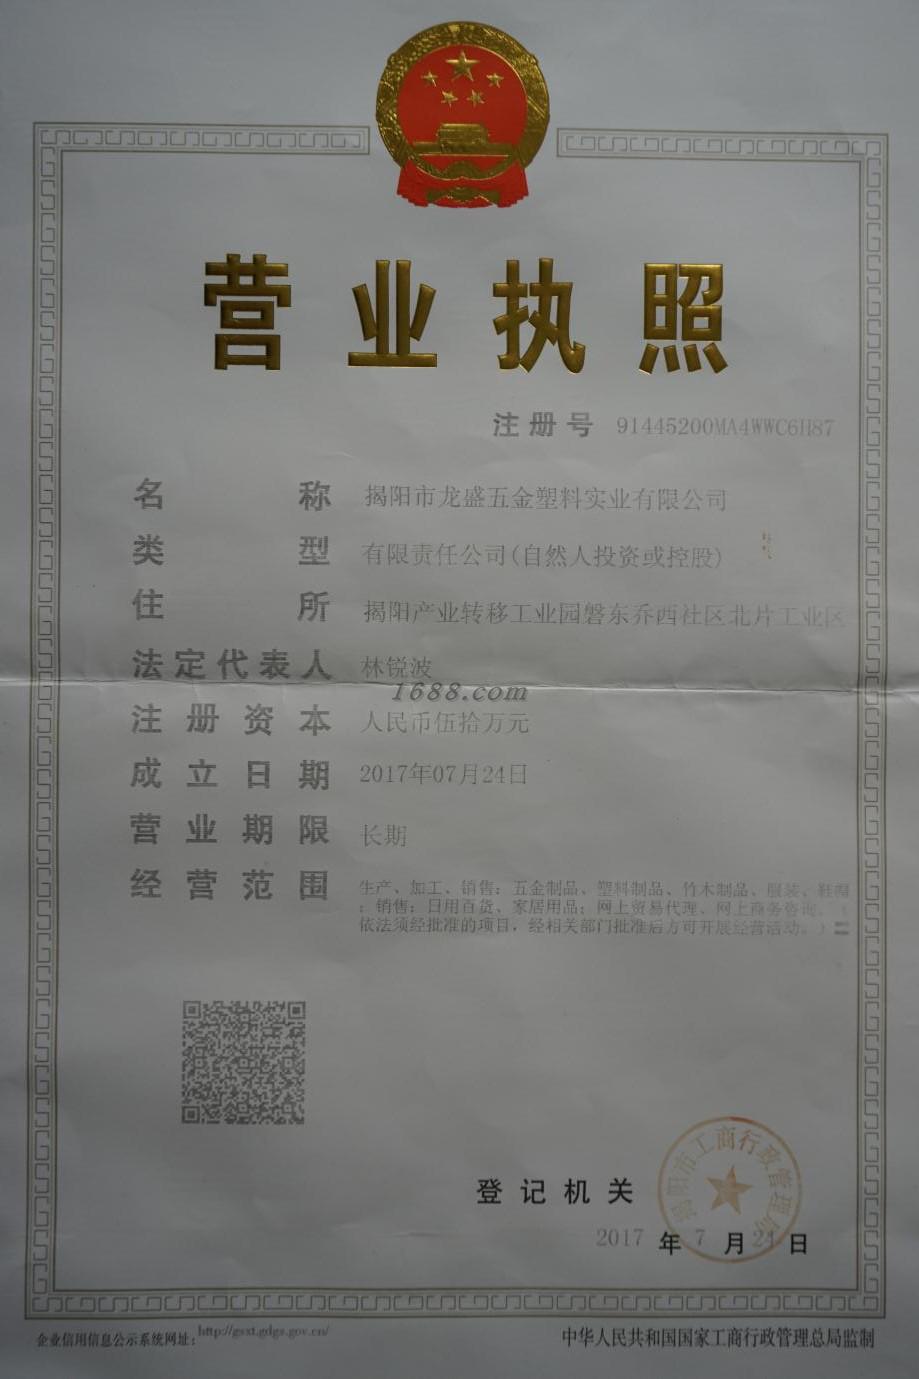 营业执照
注册号 91445200MA4WWC6H87
名称 揭阳市龙盛五金塑料实业有限公司
类型 有限责任公司(自然人投资或控股)
住所 揭阳产业转移工业园磐东乔西社区北片工业区
法定代表人 林锐波
1688.com
注册资本 人民币伍拾万元
成立日期 2017年07月24日
营业期限 长期
经营范围 生产、加工、销售：五金制品、塑料制品、竹木制品、服装、鞋帽
；销售：日用百货、家居用品；网上贸易代理、网上商务咨询。（
依法须经批准的项目，经相关部门批准后方可开展经营活动。）〓
揭阳市工商行政管理局
登记机关
2017 年 7 月 24 日
企业信用信息公示系统网址：http://gsxt.gdgs.gov.cn/
中华人民共和国国家工商行政管理总局监制